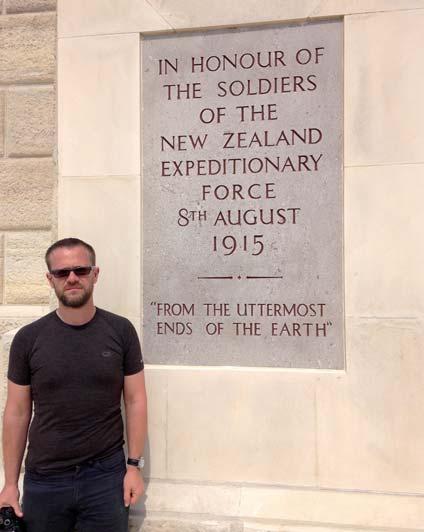 IN HONOUR OF
THE SOLDIERS
OF THE
NEW ZEALAND
EXPEDITIONARY
FORCE
8TH AUGUST
1915
"FROM THE UTTERMOST
ENDS OF THE EARTH"